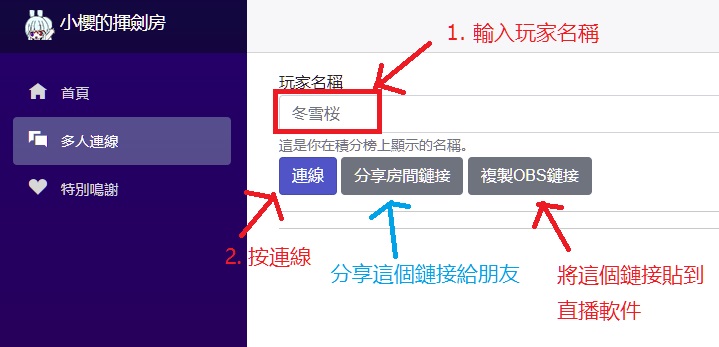 小櫻的揮劍房
首頁
多人連線
特別鳴謝
1. 輸入玩家名稱
玩家名稱
冬雪桜
這是你在積分榜上顯示的名稱。
連線
分享房間鏈接
複製OBS鏈接
2. 按連線
分享這個鏈接給朋友
將這個鏈接貼到
直播軟件